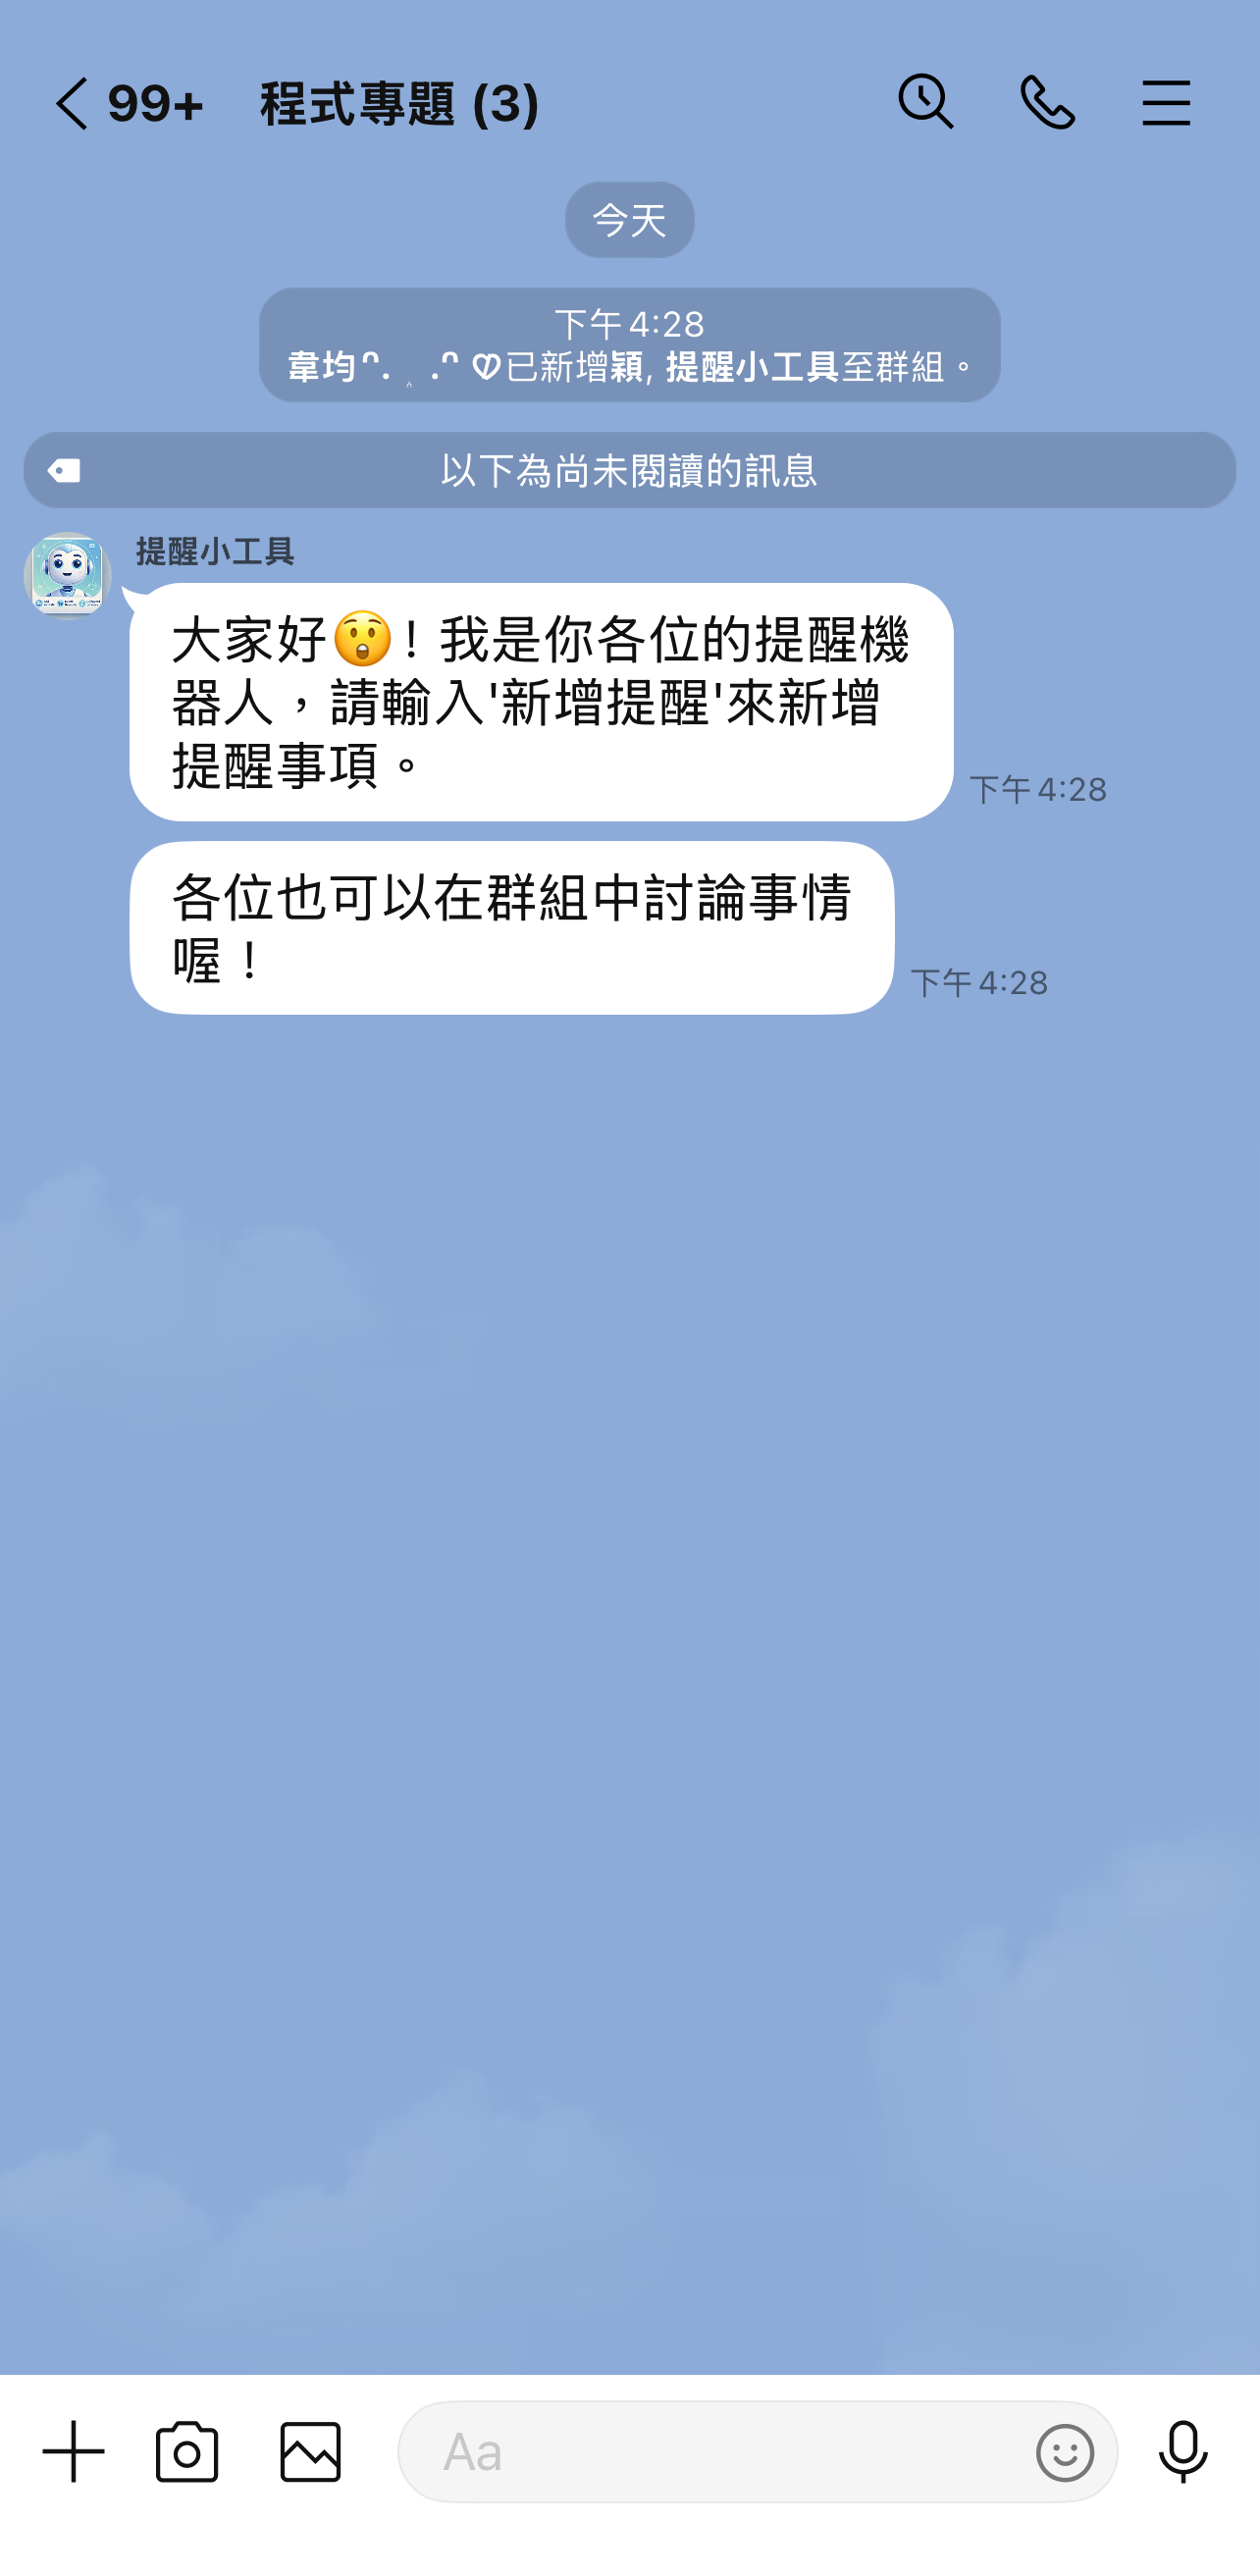 99+ 程式專題 (3)
今天
下午4:28
韋均ᐢ. ‸ .ᐢ ♡已新增穎, 提醒小工具至群組。
以下為尚未閱讀的訊息
提醒小工具
大家好😲！我是你各位的提醒機
器人，請輸入'新增提醒'來新增
提醒事項。
下午4:28
各位也可以在群組中討論事情
喔！
下午4:28
Aa